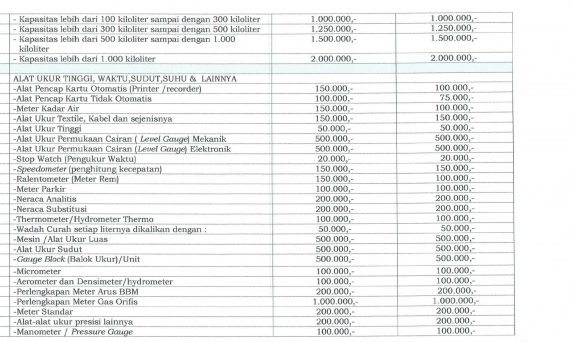 - Kapasitas lebih dari 100 kiloliter sampai dengan 300 kiloliter 1.000.000,- 1.000.000,-
- Kapasitas lebih dari 300 kiloliter sampai dengan 500 kiloliter 1.250.000,- 1.250.000,-
- Kapasitas lebih dari 500 kiloliter sampai dengan 1.000 1.500.000,- 1.500.000,-
kiloliter
- Kapasitas lebih dari 1.000 kiloliter 2.000.000,- 2.000.000,-
ALAT UKUR TINGGI, WAKTU,SUDUT,SUHU & LAINNYA
-Alat Pencap Kartu Otomatis (Printer /recorder) 150.000,- 100.000,-
-Alat Pencap Kartu Tidak Otomatis 100.000,- 75.000,-
-Meter Kadar Air 150.000,- 150.000,-
-Alat Ukur Textile, Kabel dan sejenisnya 150.000,- 150.000,-
-Alat Ukur Tinggi 50.000,- 50.000,-
-Alat Ukur Permukaan Cairan ( Level Gauge) Mekanik 500.000,- 500.000,-
-Alat Ukur Permukaan Cairan (Level Gauge) Elektronik 500.000,- 500.000,-
-Stop Watch (Pengukur Waktu) 20.000,- 20.000,-
-Speedometer (penghitung kecepatan) 150.000,- 150.000,-
-Ralentometer (Meter Rem) 150.000,- 150.000,-
-Meter Parkir 100.000,- 100.000,-
-Neraca Analitis 200.000,- 200.000,-
-Neraca Substitusi 200.000,- 200.000,-
-Thermometer/Hydrometer Thermo 100.000,- 100.000,-
-Wadah Curah setiap liternya dikalikan dengan : 50.000,- 50.000,-
-Mesin /Alat Ukur Luas 500.000,- 500.000,-
-Alat Ukur Sudut 500.000,- 500.000,-
-Gauge Block (Balok Ukur)/Unit 500.000,- 500.000,-
-Micrometer 100.000,- 100.000,-
-Aerometer dan Densimeter/hydrometer 100.000,- 100.000,-
-Perlengkapan Meter Arus BBM 200.000,- 200.000,-
-Perlengkapan Meter Gas Orifis 1.000.000,- 1.000.000,-
-Meter Standar 200.000,- 200.000,-
-Alat-alat ukur presisi lainnya 200.000,- 200.000,-
-Manometer / Pressure Gauge 100.000,- 100.000,-